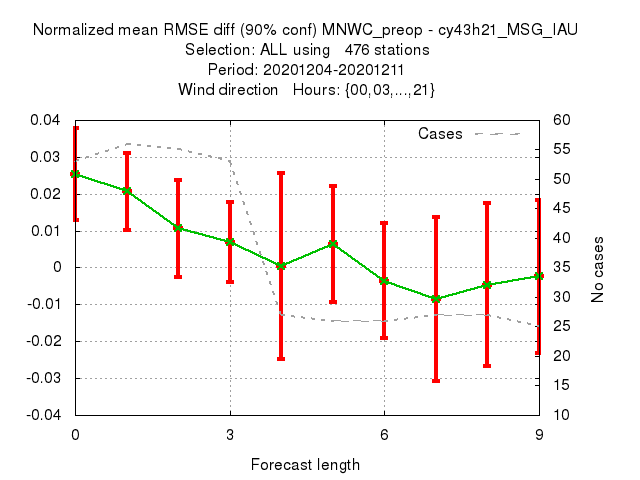 Normalized mean RMSE diff (90% conf) MNWC_preop - cy43h21_MSG_IAU
Selection: ALL using 476 stations
Period: 20201204-20201211
Wind direction Hours: {00,03,...,21}
Cases
0.04
0.03
0.02
0.01
0
-0.01
-0.02
-0.03
-0.04
60
55
50
45
40
35
30
25
20
15
10
No cases
0 3 6 9
Forecast length